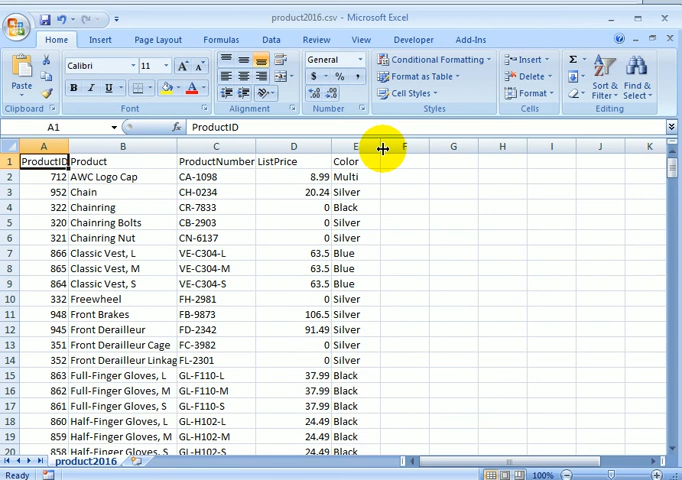 product2016.csv - Microsoft Excel
Home Insert Page Layout Formulas Data Review View Developer Add-Ins
Paste Calibri 11 A A General Conditional Formatting Insert Σ
B I U A $ % , Format as Table Delete Sort & Filter Find & Select
Cell Styles Format
Clipboard Font Alignment Number Styles Cells Editing
A1 fx ProductID
A B C D E F G H I J K
1 ProductID Product ProductNumber ListPrice Color
2 712 AWC Logo Cap CA-1098 8.99 Multi
3 952 Chain CH-0234 20.24 Silver
4 322 Chainring CR-7833 0 Black
5 320 Chainring Bolts CB-2903 0 Silver
6 321 Chainring Nut CN-6137 0 Silver
7 866 Classic Vest, L VE-C304-L 63.5 Blue
8 865 Classic Vest, M VE-C304-M 63.5 Blue
9 864 Classic Vest, S VE-C304-S 63.5 Blue
10 332 Freewheel FH-2981 0 Silver
11 948 Front Brakes FB-9873 106.5 Silver
12 945 Front Derailleur FD-2342 91.49 Silver
13 351 Front Derailleur Cage FC-3982 0 Silver
14 352 Front Derailleur Linkag FL-2301 0 Silver
15 863 Full-Finger Gloves, L GL-F110-L 37.99 Black
16 862 Full-Finger Gloves, M GL-F110-M 37.99 Black
17 861 Full-Finger Gloves, S GL-F110-S 37.99 Black
18 860 Half-Finger Gloves, L GL-H102-L 24.49 Black
19 859 Half-Finger Gloves, M GL-H102-M 24.49 Black
20 858 Half-Finger Gloves, S GL-H102-S 24.49 Black
product2016
Ready 100%